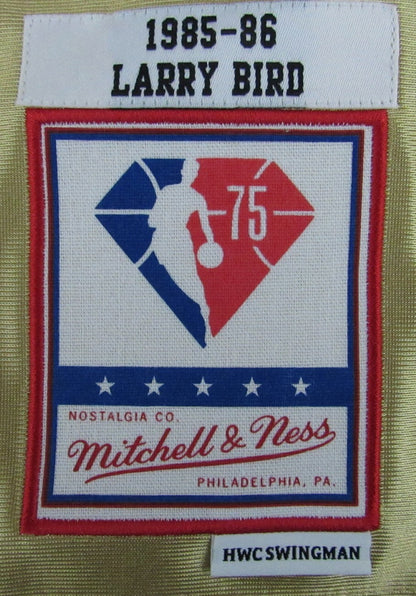 1985-86
LARRY BIRD
75
NOSTALGIA CO.
Mitchell & Ness
PHILADELPHIA, PA.
HWC SWINGMAN